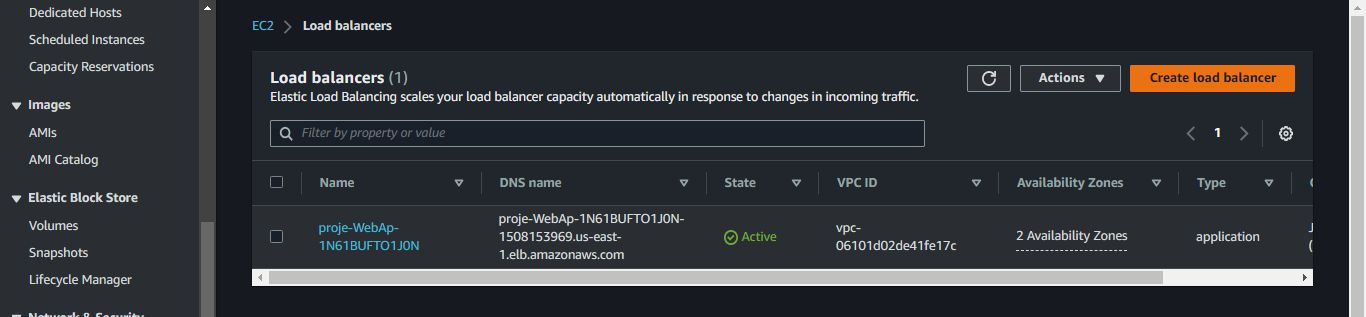 Dedicated Hosts
Scheduled Instances
Capacity Reservations
Images
AMIs
AMI Catalog
Elastic Block Store
Volumes
Snapshots
Lifecycle Manager
Network & Security
EC2 > Load balancers
Load balancers (1)
Elastic Load Balancing scales your load balancer capacity automatically in response to changes in incoming traffic.
Actions
Create load balancer
Filter by property or value
1
Name DNS name State VPC ID Availability Zones Type
proje-WebAp-
1N61BUFTO1J0N
proje-WebAp-1N61BUFTO1J0N-
1508153969.us-east-
1.elb.amazonaws.com
Active
vpc-
06101d02de41fe17c
2 Availability Zones
application